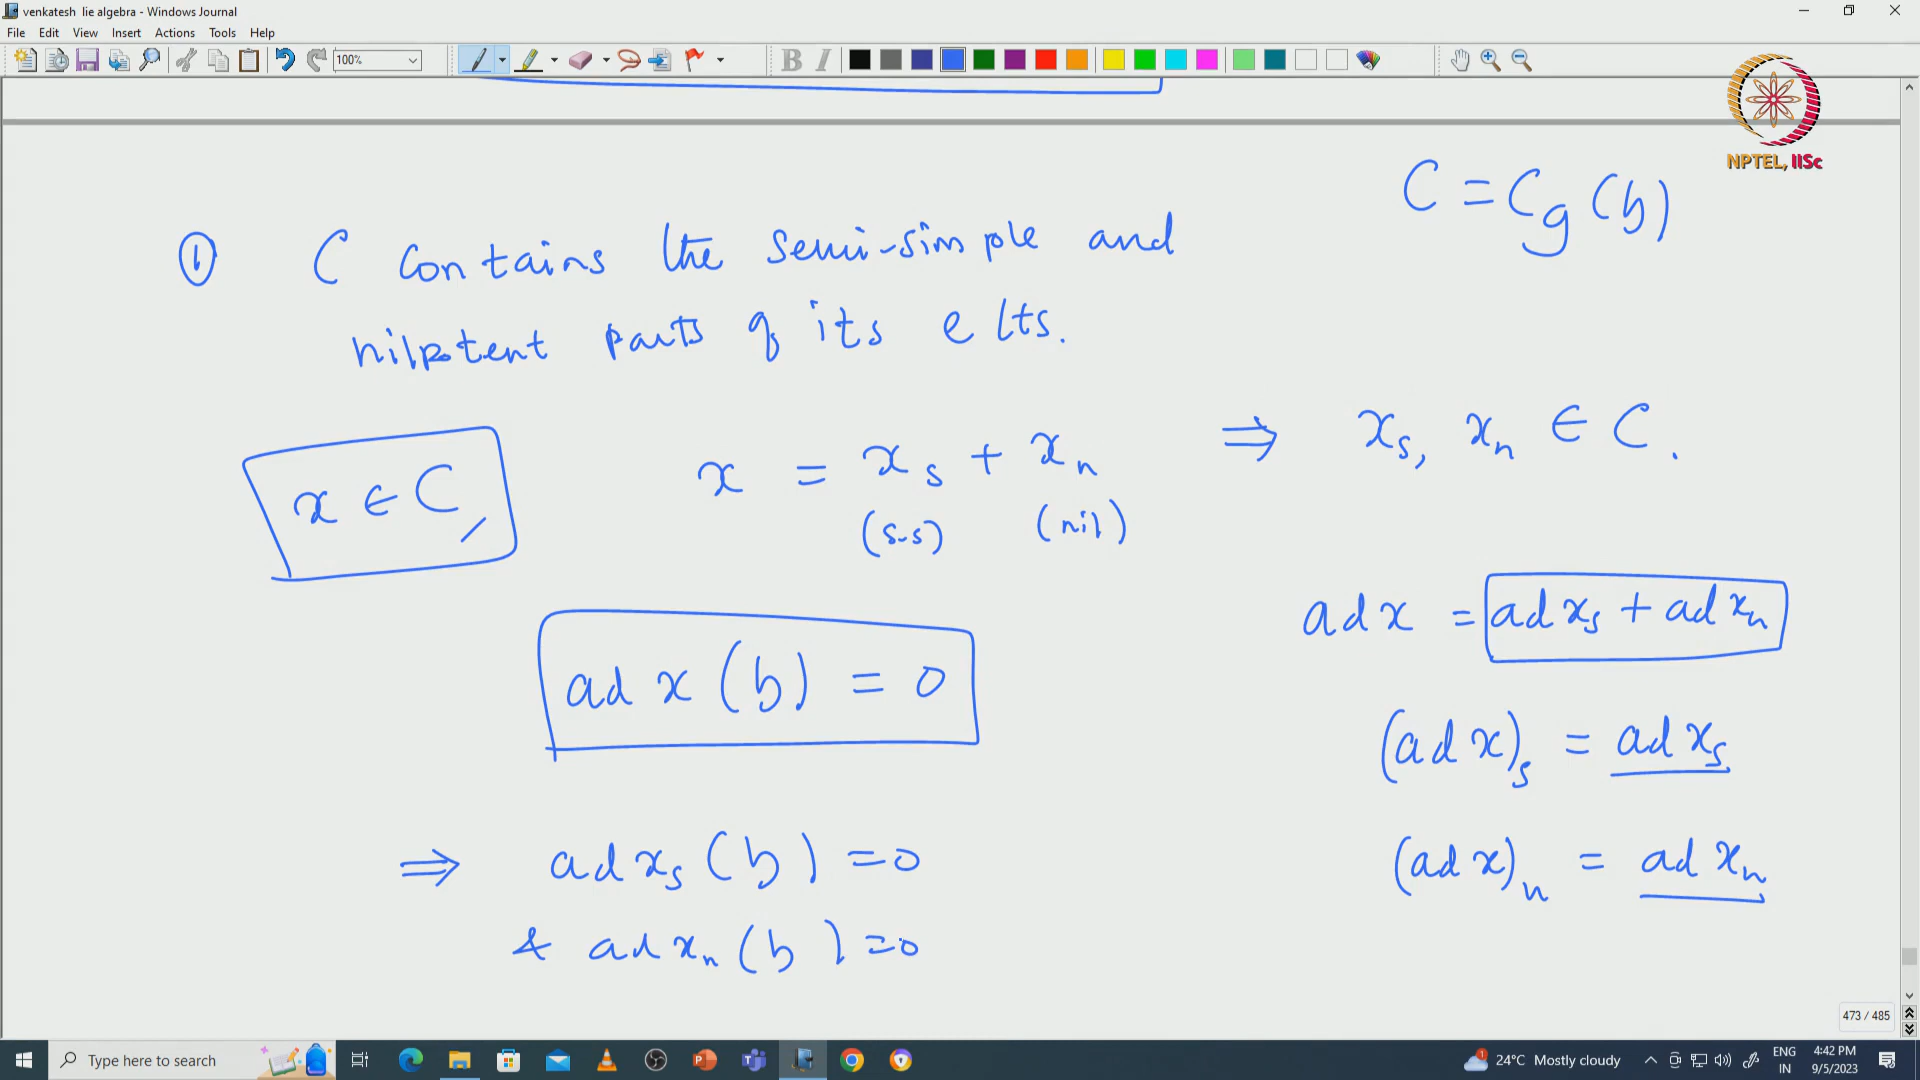 venkatesh lie algebra - Windows Journal
File Edit View Insert Actions Tools Help
100%
B I
NPTEL, IISc
C = C_g (h)
① C contains the semi-simple and
nilpotent parts of its elts.
x ∈ C,
x = x_s + x_n ⇒ x_s, x_n ∈ C.
(s.s) (nil)
ad x = ad x_s + ad x_n
ad x (h) = 0
(ad x)_s = ad x_s
⇒ ad x_s (h) = 0
(ad x)_n = ad x_n
& ad x_n (h) = 0
473 / 485
Type here to search
24°C Mostly cloudy
ENG
IN
4:42 PM
9/5/2023